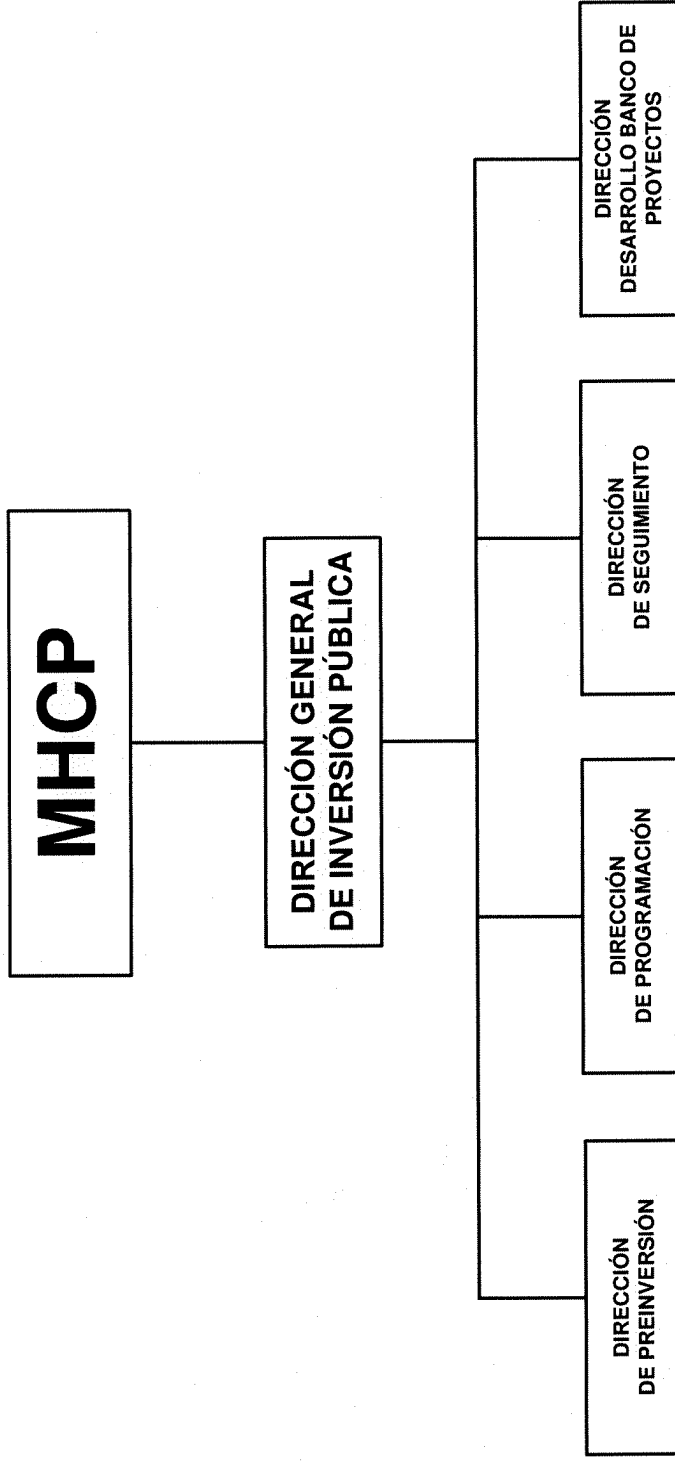 MHCP
DIRECCIÓN GENERAL
DE INVERSIÓN PÚBLICA
DIRECCIÓN
DE PREINVERSIÓN
DIRECCIÓN
DE PROGRAMACIÓN
DIRECCIÓN
DE SEGUIMIENTO
DIRECCIÓN
DESARROLLO BANCO DE
PROYECTOS